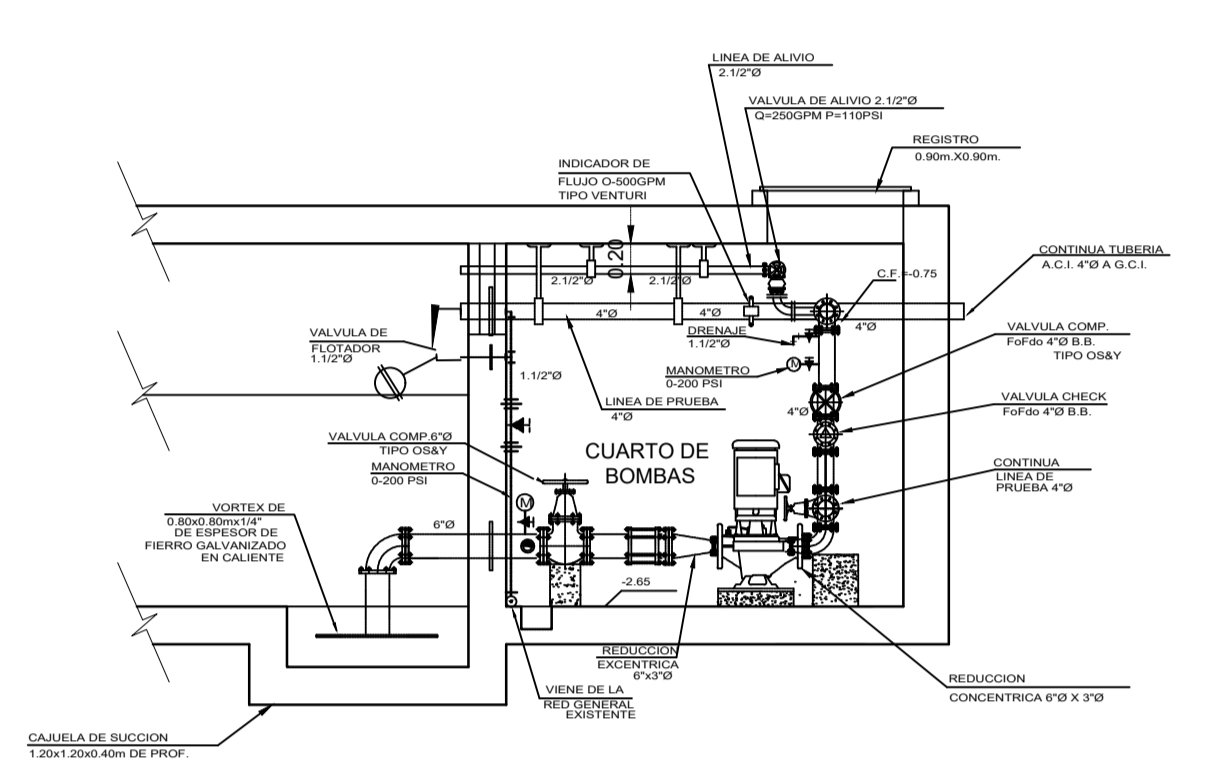 LINEA DE ALIVIO
2.1/2"Ø
VALVULA DE ALIVIO 2.1/2"Ø
Q=250GPM P=110PSI
REGISTRO
0.90m.X0.90m.
INDICADOR DE
FLUJO O-500GPM
TIPO VENTURI
0.20
2.1/2"Ø
2.1/2"Ø
CONTINUA TUBERIA
A.C.I. 4"Ø A G.C.I.
C.F.=-0.75
4"Ø
4"Ø
4"Ø
VALVULA DE
FLOTADOR
1.1/2"Ø
1.1/2"Ø
DRENAJE
1.1/2"Ø
MANOMETRO
0-200 PSI
VALVULA COMP.
FoFdo 4"Ø B.B.
TIPO OS&Y
LINEA DE PRUEBA
4"Ø
4"Ø
VALVULA CHECK
FoFdo 4"Ø B.B.
VALVULA COMP.6"Ø
TIPO OS&Y
MANOMETRO
0-200 PSI
CUARTO DE
BOMBAS
CONTINUA
LINEA DE
PRUEBA 4"Ø
M
M
VORTEX DE
0.80x0.80mx1/4"
DE ESPESOR DE
FIERRO GALVANIZADO
EN CALIENTE
6"Ø
-2.65
REDUCCION
EXCENTRICA
6"x3"Ø
REDUCCION
CONCENTRICA 6"Ø X 3"Ø
VIENE DE LA
RED GENERAL
EXISTENTE
CAJUELA DE SUCCION
1.20x1.20x0.40m DE PROF.